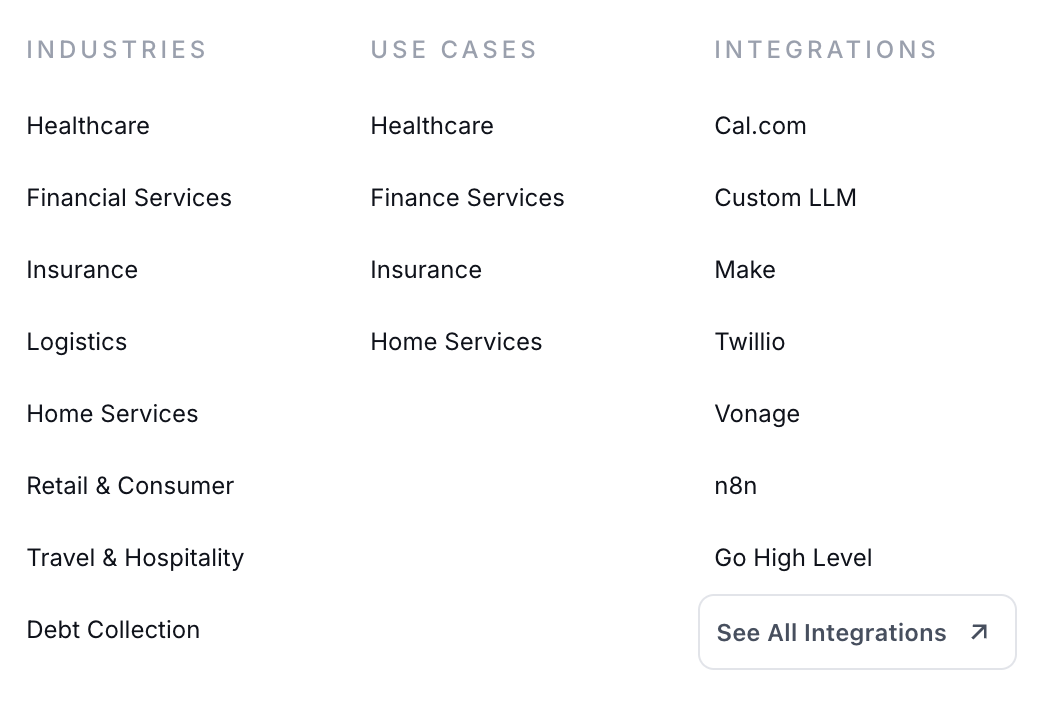 INDUSTRIES
Healthcare
Financial Services
Insurance
Logistics
Home Services
Retail & Consumer
Travel & Hospitality
Debt Collection
USE CASES
Healthcare
Finance Services
Insurance
Home Services
INTEGRATIONS
Cal.com
Custom LLM
Make
Twillio
Vonage
n8n
Go High Level
See All Integrations